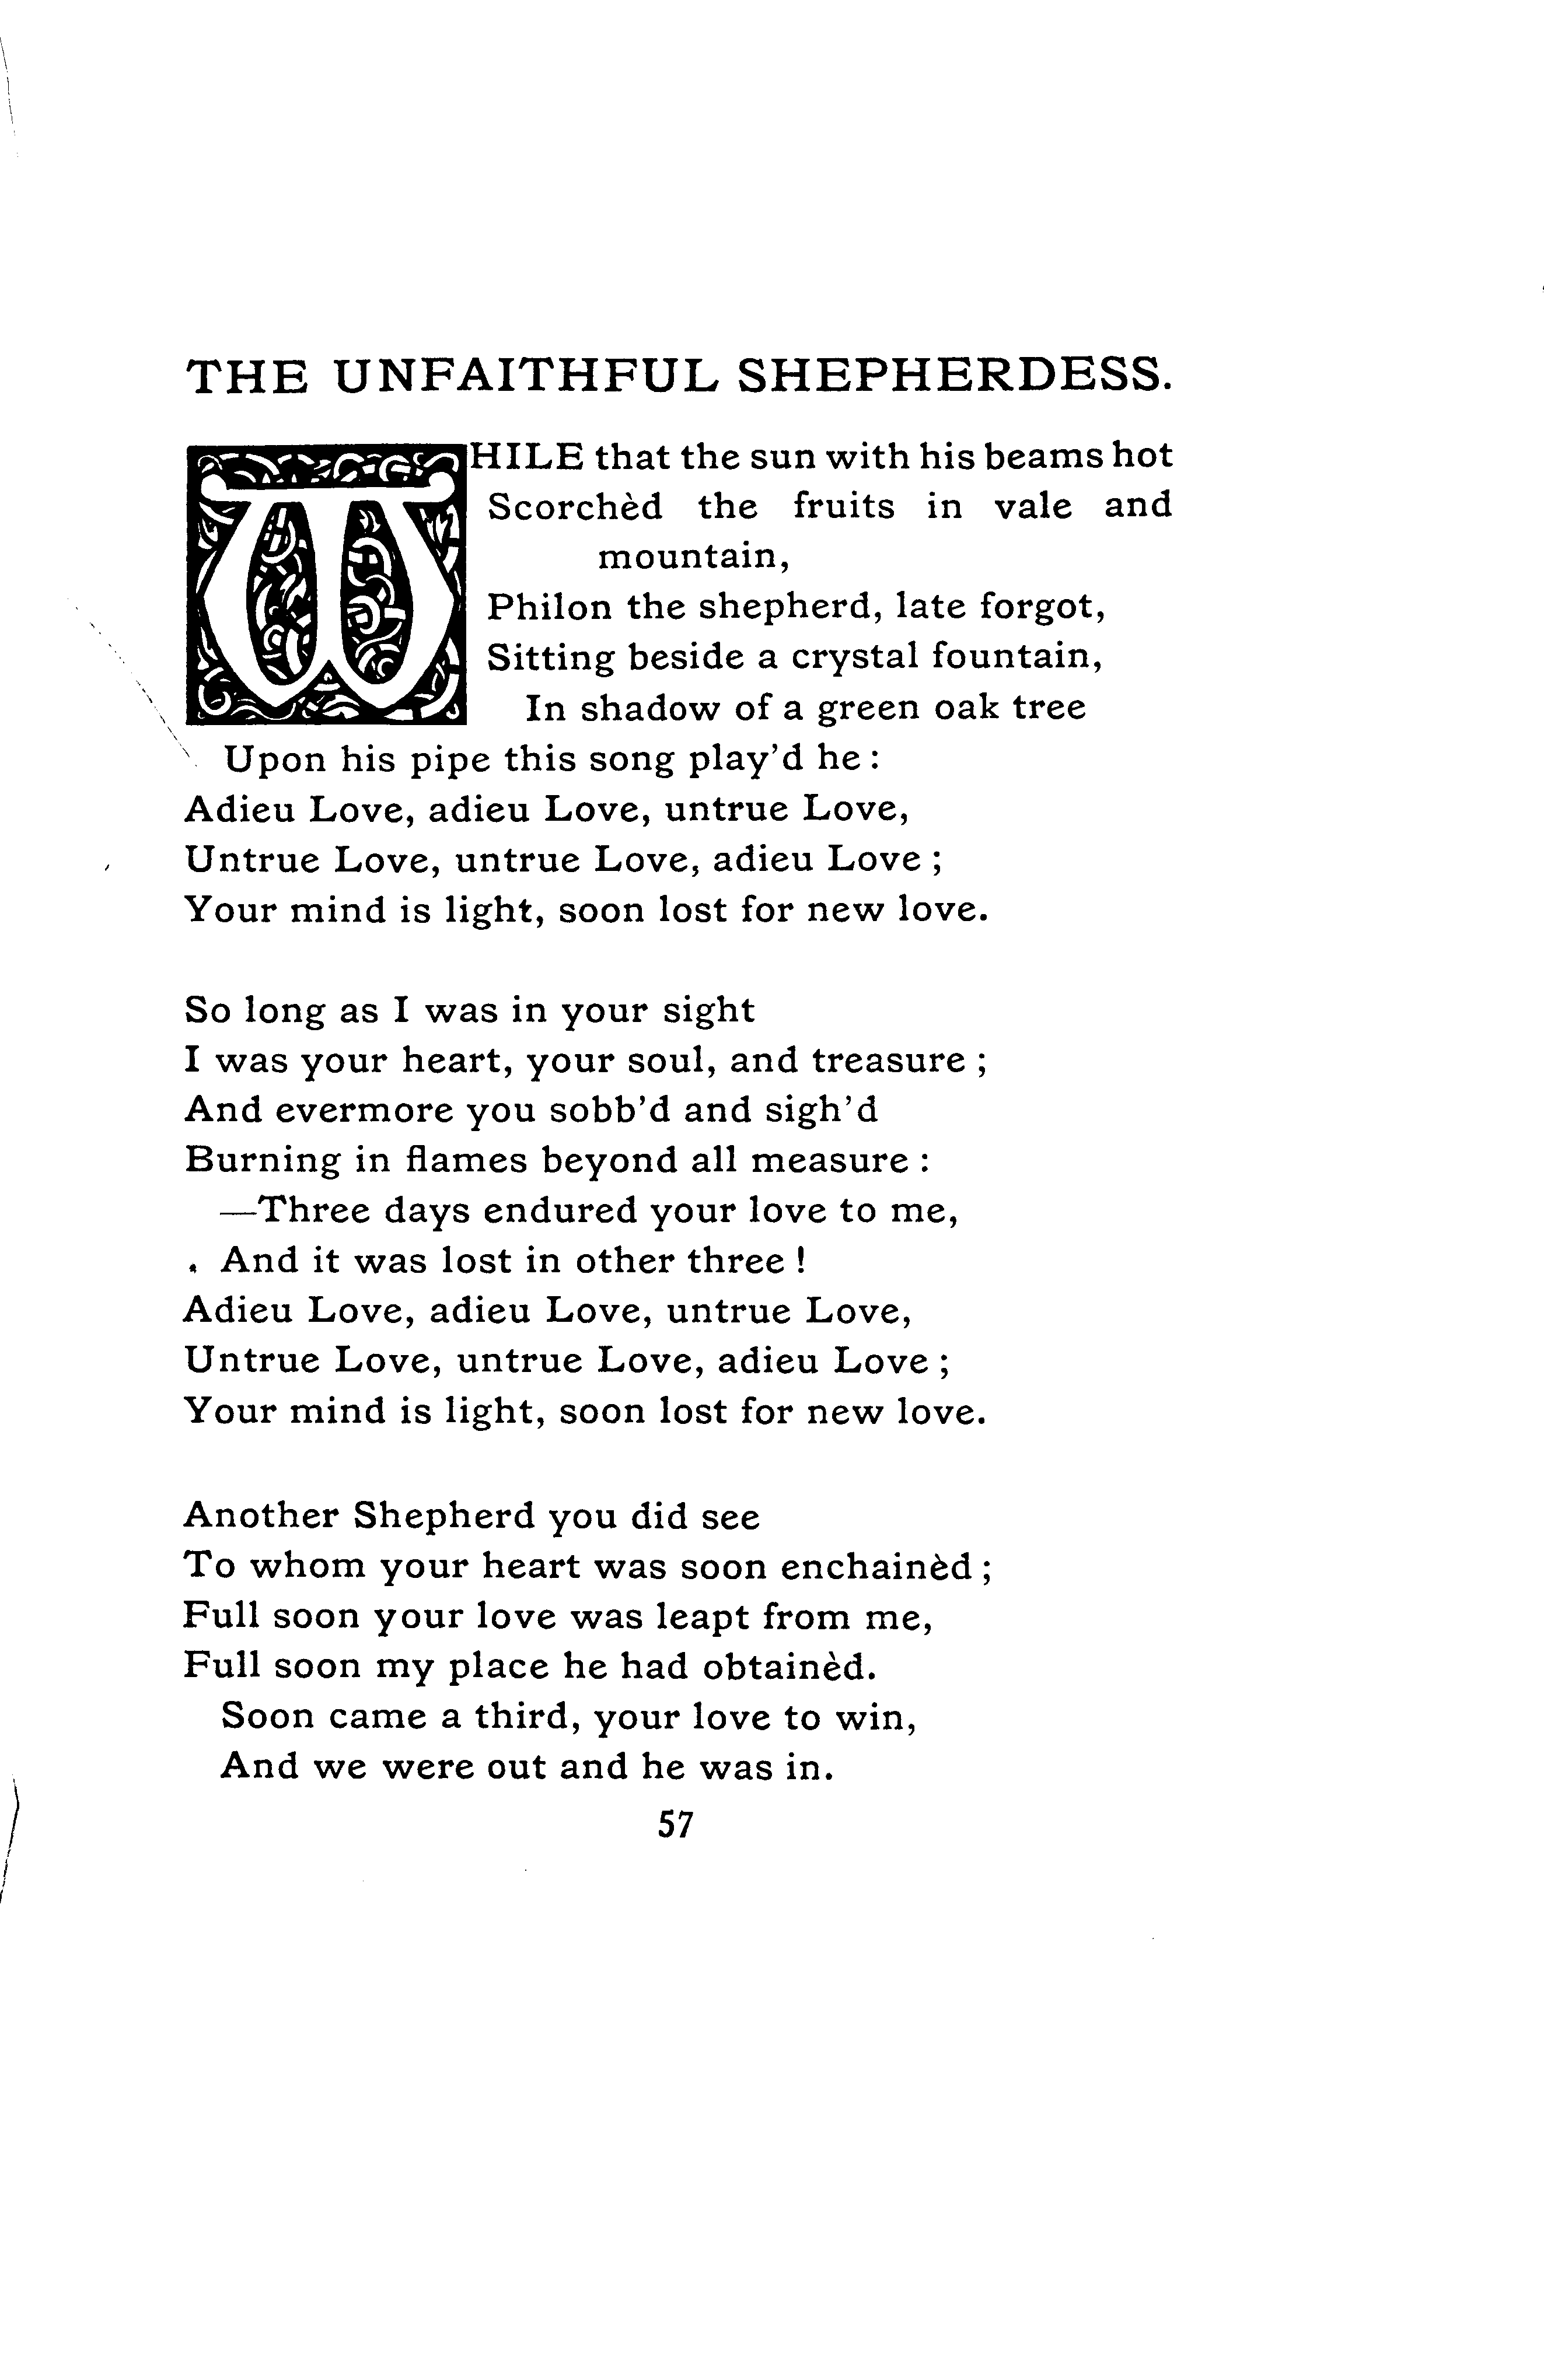 THE UNFAITHFUL SHEPHERDESS.
WHILE that the sun with his beams hot
Scorchèd the fruits in vale and
mountain,
Philon the shepherd, late forgot,
Sitting beside a crystal fountain,
In shadow of a green oak tree
Upon his pipe this song play'd he :
Adieu Love, adieu Love, untrue Love,
Untrue Love, untrue Love, adieu Love ;
Your mind is light, soon lost for new love.

So long as I was in your sight
I was your heart, your soul, and treasure ;
And evermore you sobb'd and sigh'd
Burning in flames beyond all measure :
—Three days endured your love to me,
And it was lost in other three !
Adieu Love, adieu Love, untrue Love,
Untrue Love, untrue Love, adieu Love ;
Your mind is light, soon lost for new love.

Another Shepherd you did see
To whom your heart was soon enchainèd ;
Full soon your love was leapt from me,
Full soon my place he had obtainèd.
Soon came a third, your love to win,
And we were out and he was in.
57